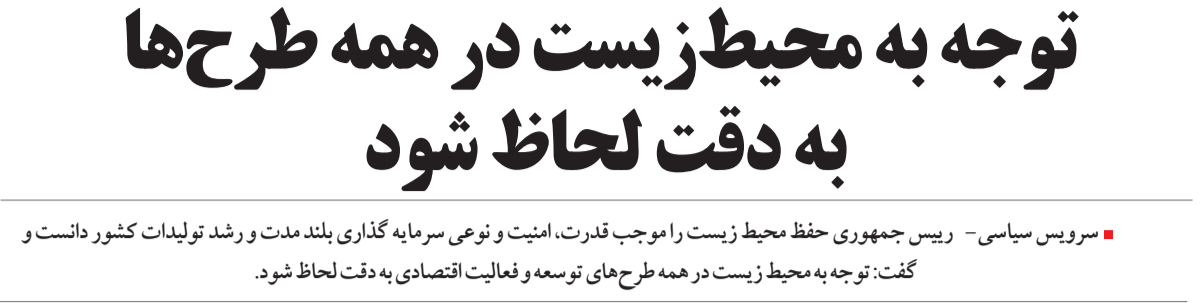 توجه به محیط‌زیست در همه طرح‌ها
به دقت لحاظ شود
سرویس سیاسی- رییس جمهوری حفظ محیط زیست را موجب قدرت، امنیت و نوعی سرمایه گذاری بلند مدت و رشد تولیدات کشور دانست و
گفت: توجه به محیط زیست در همه طرح‌های توسعه و فعالیت اقتصادی به دقت لحاظ شود.